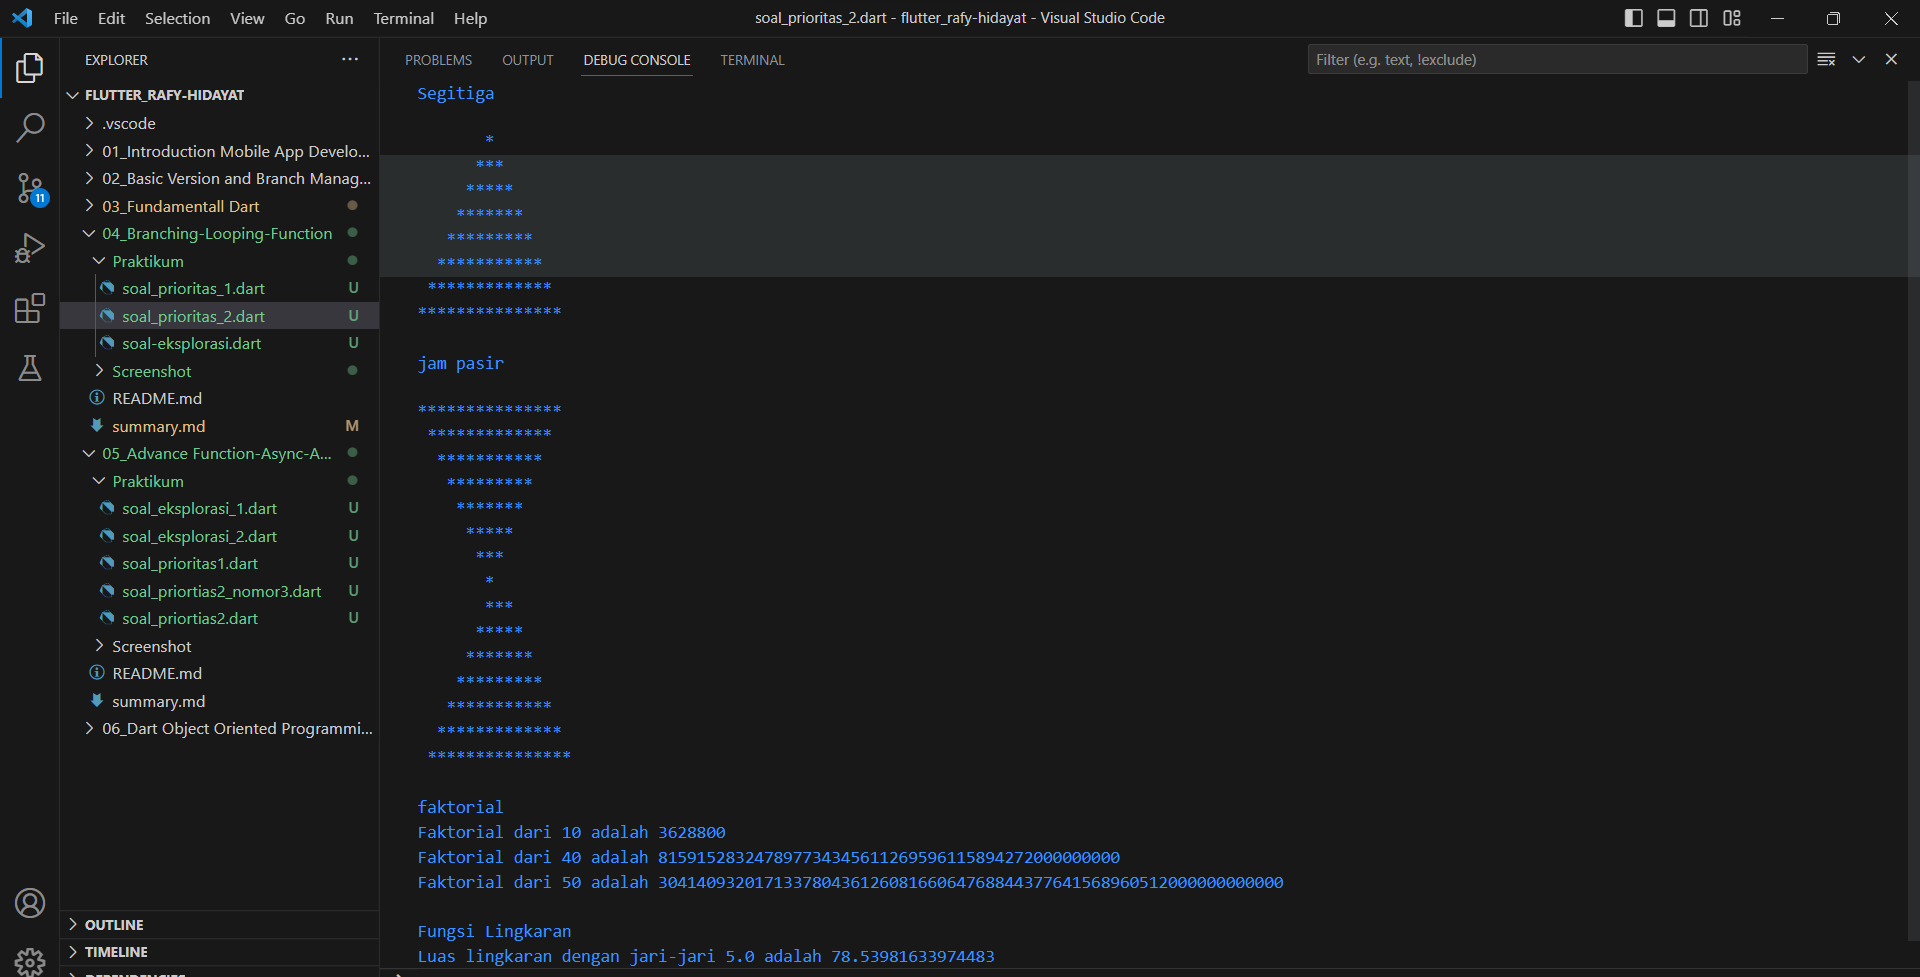 File Edit Selection View Go Run Terminal Help
soal_prioritas_2.dart - flutter_rafy-hidayat - Visual Studio Code
EXPLORER
FLUTTER_RAFY-HIDAYAT
.vscode
01_Introduction Mobile App Develo...
02_Basic Version and Branch Manag...
03_Fundamentall Dart
04_Branching-Looping-Function
Praktikum
soal_prioritas_1.dart U
soal_prioritas_2.dart U
soal-eksplorasi.dart U
Screenshot
README.md
summary.md M
05_Advance Function-Async-A...
Praktikum
soal_eksplorasi_1.dart U
soal_eksplorasi_2.dart U
soal_prioritas1.dart U
soal_priortias2_nomor3.dart U
soal_priortias2.dart U
Screenshot
README.md
summary.md
06_Dart Object Oriented Programmi...
OUTLINE
TIMELINE
11
PROBLEMS OUTPUT DEBUG CONSOLE TERMINAL
Filter (e.g. text, !exclude)
Segitiga
*
***
*****
*******
*********
***********
*************
***************
jam pasir
***************
*************
***********
*********
*******
*****
***
*
***
*****
*******
*********
***********
*************
***************
faktorial
Faktorial dari 10 adalah 3628800
Faktorial dari 40 adalah 815915283247897734345611269596115894272000000000
Faktorial dari 50 adalah 30414093201713378043612608166064768844377641568960512000000000000
Fungsi Lingkaran
Luas lingkaran dengan jari-jari 5.0 adalah 78.53981633974483